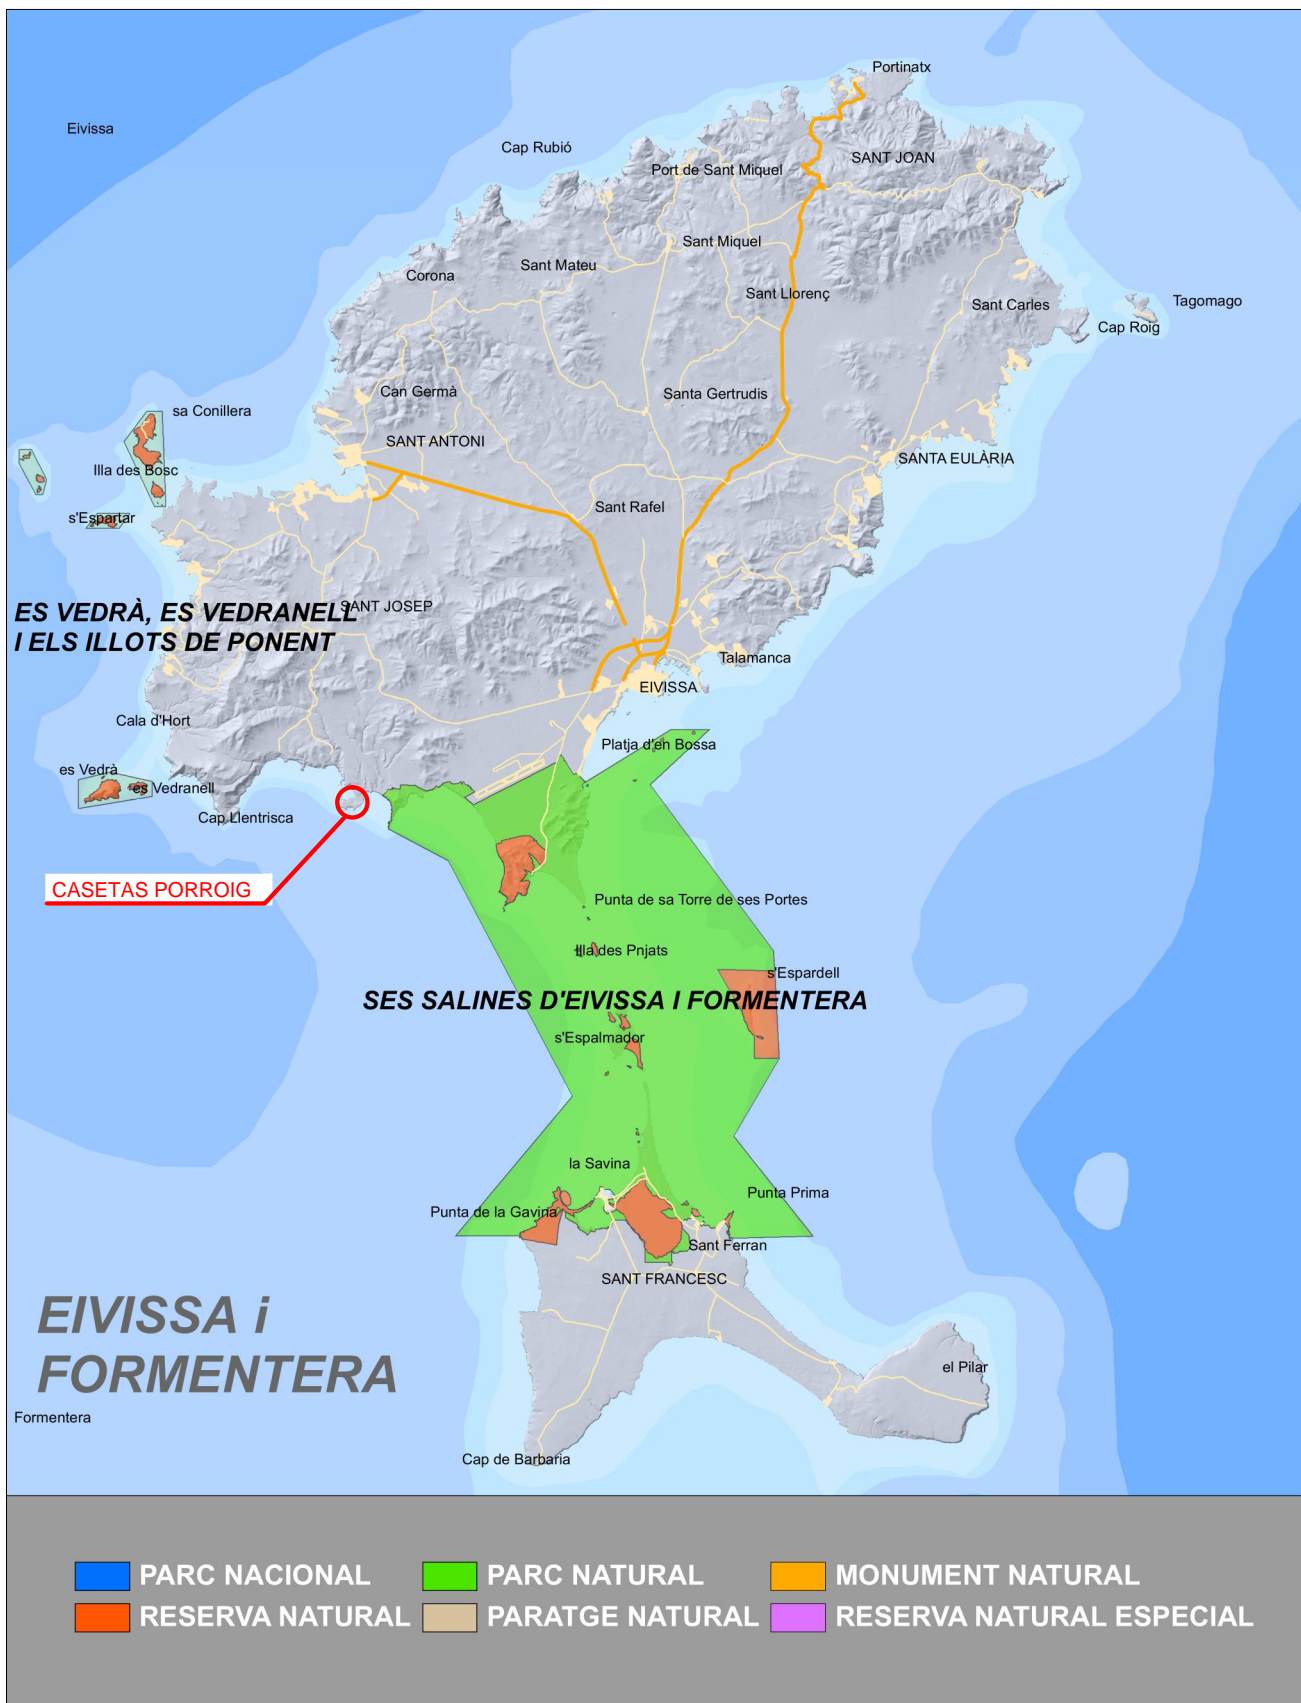 Portinatx
Eivissa
Cap Rubió
SANT JOAN
Port de Sant Miquel
Sant Miquel
Sant Mateu
Corona
Sant Llorenç
Tagomago
Sant Carles
Cap Roig
Can Germà
Santa Gertrudis
sa Conillera
SANT ANTONI
SANTA EULÀRIA
Illa des Bosc
Sant Rafel
s'Espartar
ES VEDRÀ, ES VEDRANELL
I ELS ILLOTS DE PONENT
SANT JOSEP
Talamanca
EIVISSA
Cala d'Hort
Platja d'en Bossa
es Vedrà
es Vedranell
Cap Llentrisca
CASETAS PORROIG
Punta de sa Torre de ses Portes
Illa des Pnjats
s'Espardell
SES SALINES D'EIVISSA I FORMENTERA
s'Espalmador
la Savina
Punta Prima
Punta de la Gavina
Sant Ferran
SANT FRANCESC
EIVISSA i
FORMENTERA
el Pilar
Formentera
Cap de Barbaria
PARC NACIONAL
PARC NATURAL
MONUMENT NATURAL
RESERVA NATURAL
PARATGE NATURAL
RESERVA NATURAL ESPECIAL